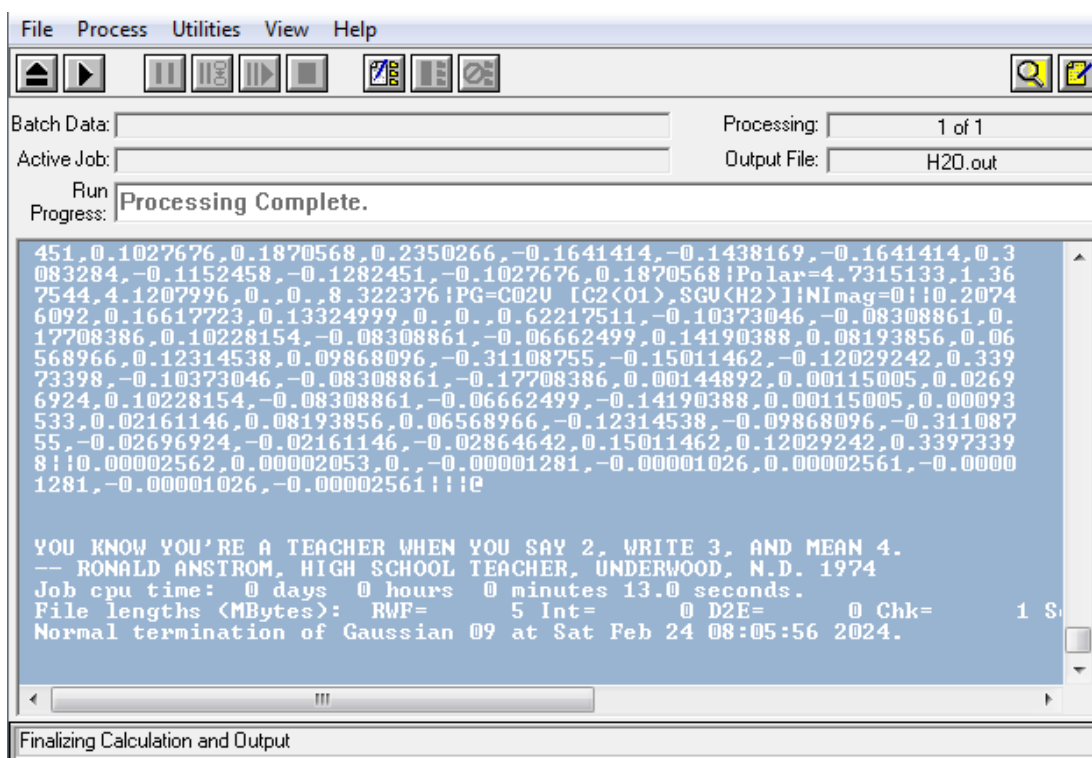 File Process Utilities View Help
Batch Data:
Processing: 1 of 1
Active Job:
Output File: H2O.out
Run Progress: Processing Complete.
451,0.1027676,0.1870568,0.2350266,-0.1641414,-0.1438169,-0.1641414,0.3
083284,-0.1152458,-0.1282451,-0.1027676,0.1870568¦Polar=4.7315133,1.36
7544,4.1207996,0.,0.,8.322376¦PG=C02V [C2(O1),SGV(H2)]¦NImag=0¦¦0.2074
6092,0.16617723,0.13324999,0.,0.,0.62217511,-0.10373046,-0.08308861,0.
17708386,0.10228154,-0.08308861,-0.06662499,0.14190388,0.08193856,0.06
568966,0.12314538,0.09868096,-0.31108755,-0.15011462,-0.12029242,0.339
73398,-0.10373046,-0.08308861,-0.17708386,0.00144892,0.00115005,0.0269
6924,0.10228154,-0.08308861,-0.06662499,-0.14190388,0.00115005,0.00093
533,0.02161146,0.08193856,0.06568966,-0.12314538,-0.09868096,-0.311087
55,-0.02696924,-0.02161146,-0.02864642,0.15011462,0.12029242,0.3397339
8¦¦0.00002562,0.00002053,0.,-0.00001281,-0.00001026,0.00002561,-0.0000
1281,-0.00001026,-0.00002561¦¦¦@
YOU KNOW YOU'RE A TEACHER WHEN YOU SAY 2, WRITE 3, AND MEAN 4.
-- RONALD ANSTROM, HIGH SCHOOL TEACHER, UNDERWOOD, N.D. 1974
Job cpu time: 0 days 0 hours 0 minutes 13.0 seconds.
File lengths (MBytes): RWF= 5 Int= 0 D2E= 0 Chk= 1
Normal termination of Gaussian 09 at Sat Feb 24 08:05:56 2024.
Finalizing Calculation and Output